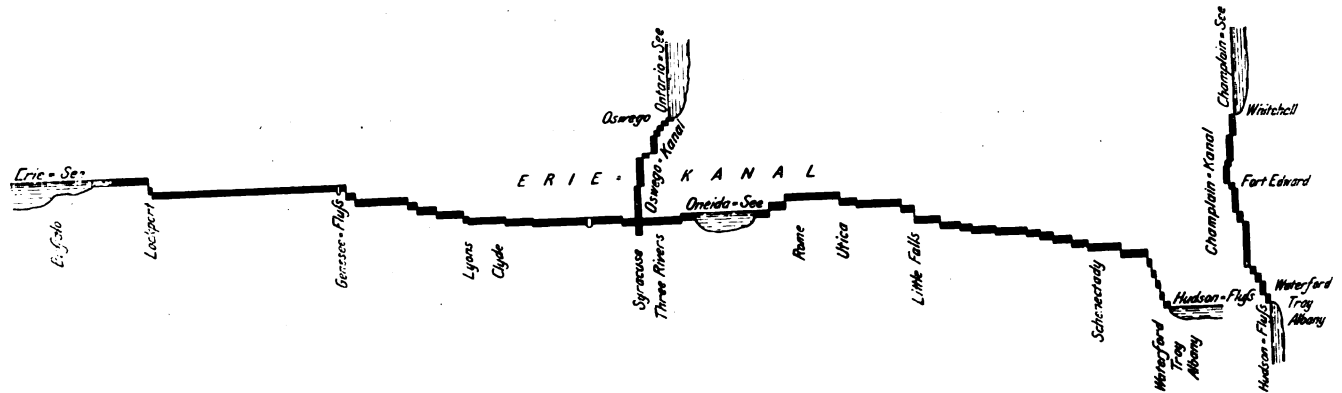 Ontario=See
Champlain=See
Oswego
Whitehall
Oswego=Kanal
Champlain=Kanal
Erie=See
ERIE=KANAL
Fort Edward
Oneida=See
Lockport
Genesee=Fluß
Lyons
Clyde
Syracuse
Three Rivers
Rome
Utica
Little Falls
Schenectady
Hudson=Fluß
Waterford
Troy
Albany
Waterford
Troy
Albany
Hudson=Fluß